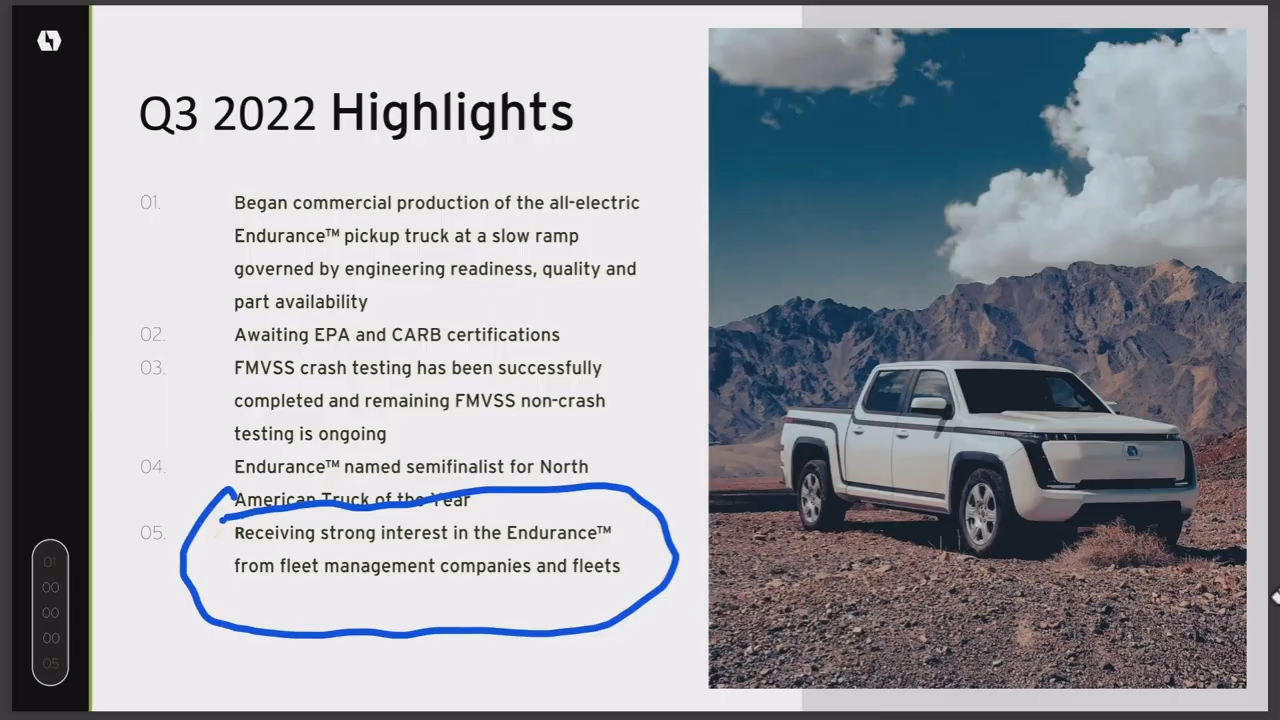 Q3 2022 Highlights
01. Began commercial production of the all-electric
Endurance™ pickup truck at a slow ramp
governed by engineering readiness, quality and
part availability
02. Awaiting EPA and CARB certifications
03. FMVSS crash testing has been successfully
completed and remaining FMVSS non-crash
testing is ongoing
04. Endurance™ named semifinalist for North
American Truck of the Year
05. Receiving strong interest in the Endurance™
from fleet management companies and fleets
01
00
00
00
05